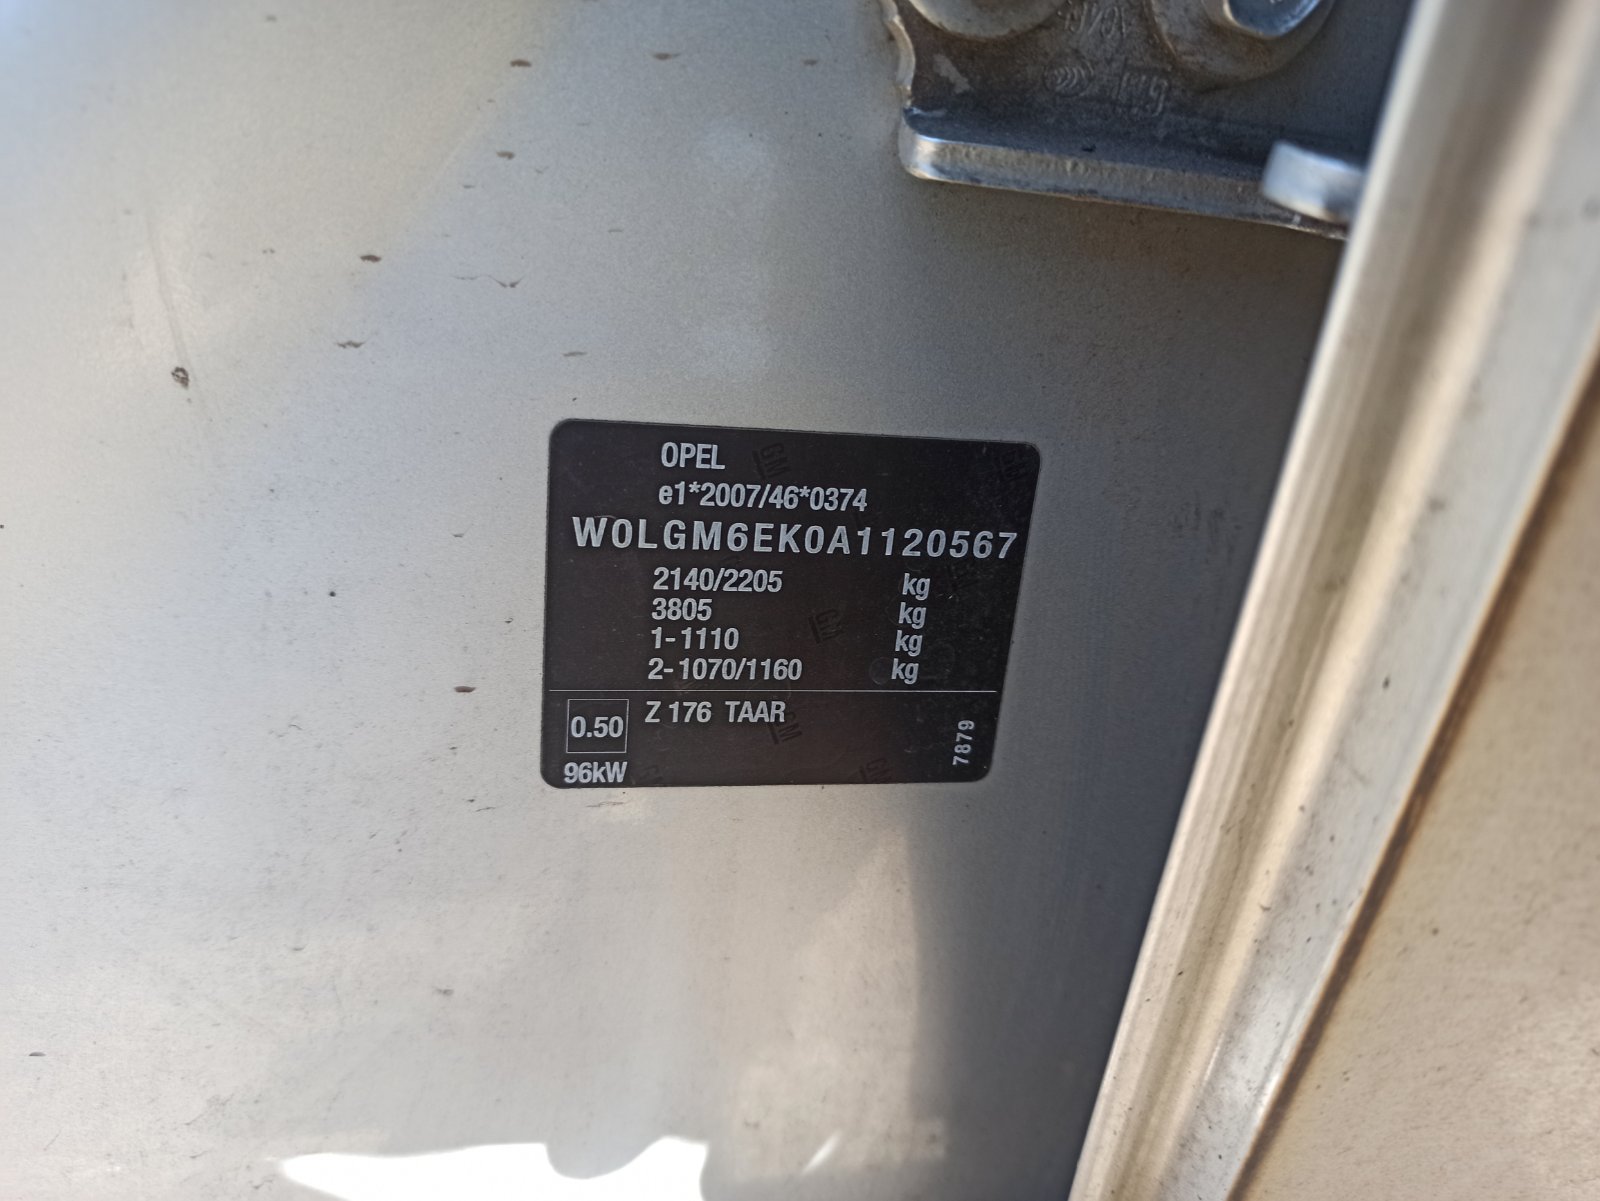 OPEL
e1*2007/46*0374
W0LGM6EK0A1120567
2140/2205 kg
3805 kg
1-1110 kg
2-1070/1160 kg
0.50 Z 176 TAAR
96kW
7879
GM